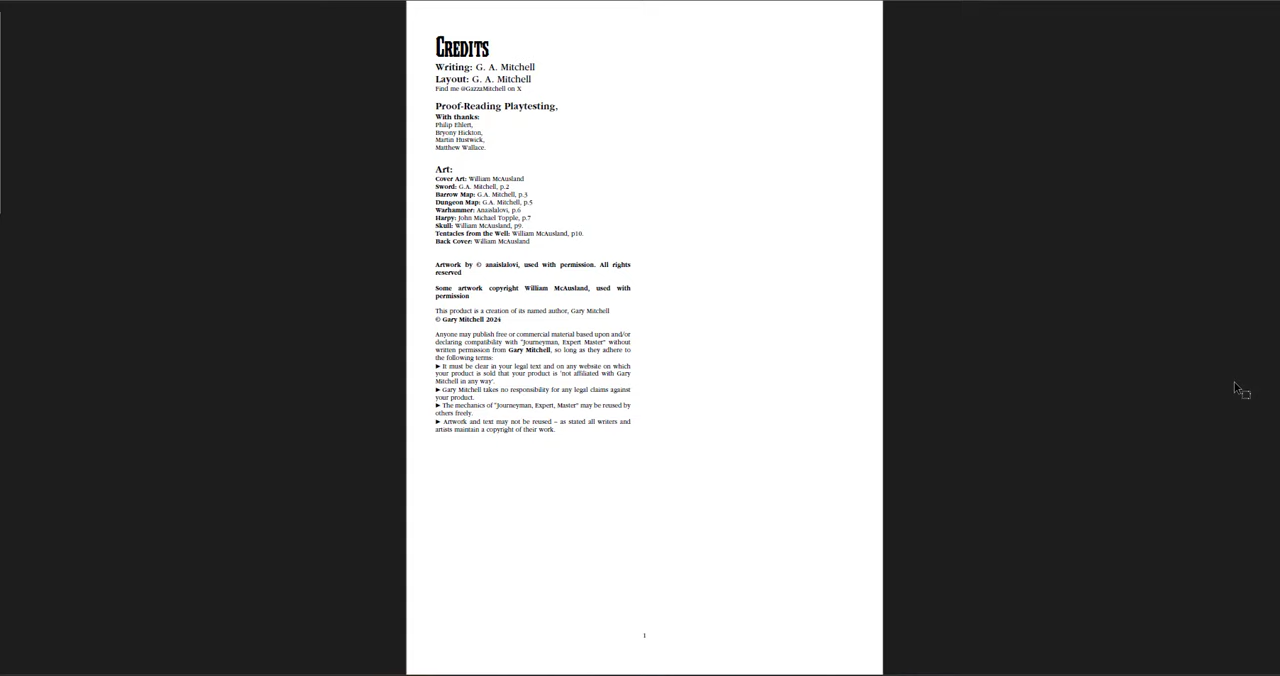 CREDITS
Writing: G. A. Mitchell
Layout: G. A. Mitchell
Find me @GazzaMitchell on X
Proof-Reading Playtesting,
With thanks:
Philip Ehlert,
Bryony Hickton,
Martin Hustwick,
Matthew Wallace.
Art:
Cover Art: William McAusland
Sword: G.A. Mitchell, p.2
Barrow Map: G.A. Mitchell, p.3
Dungeon Map: G.A. Mitchell, p.5
Warhammer: Anaislalovi, p.6
Harpy: John Michael Topple, p.7
Skull: William McAusland, p9.
Tentacles from the Well: William McAusland, p10.
Back Cover: William McAusland
Artwork by © anaislalovi, used with permission. All rights
reserved
Some artwork copyright William McAusland, used with
permission
This product is a creation of its named author, Gary Mitchell
© Gary Mitchell 2024
Anyone may publish free or commercial material based upon and/or
declaring compatibility with "Journeyman, Expert Master" without
written permission from Gary Mitchell, so long as they adhere to
the following terms:
► It must be clear in your legal text and on any website on which
your product is sold that your product is 'not affiliated with Gary
Mitchell in any way'.
► Gary Mitchell takes no responsibility for any legal claims against
your product.
► The mechanics of "Journeyman, Expert, Master" may be reused by
others freely.
► Artwork and text may not be reused – as stated all writers and
artists maintain a copyright of their work.
1